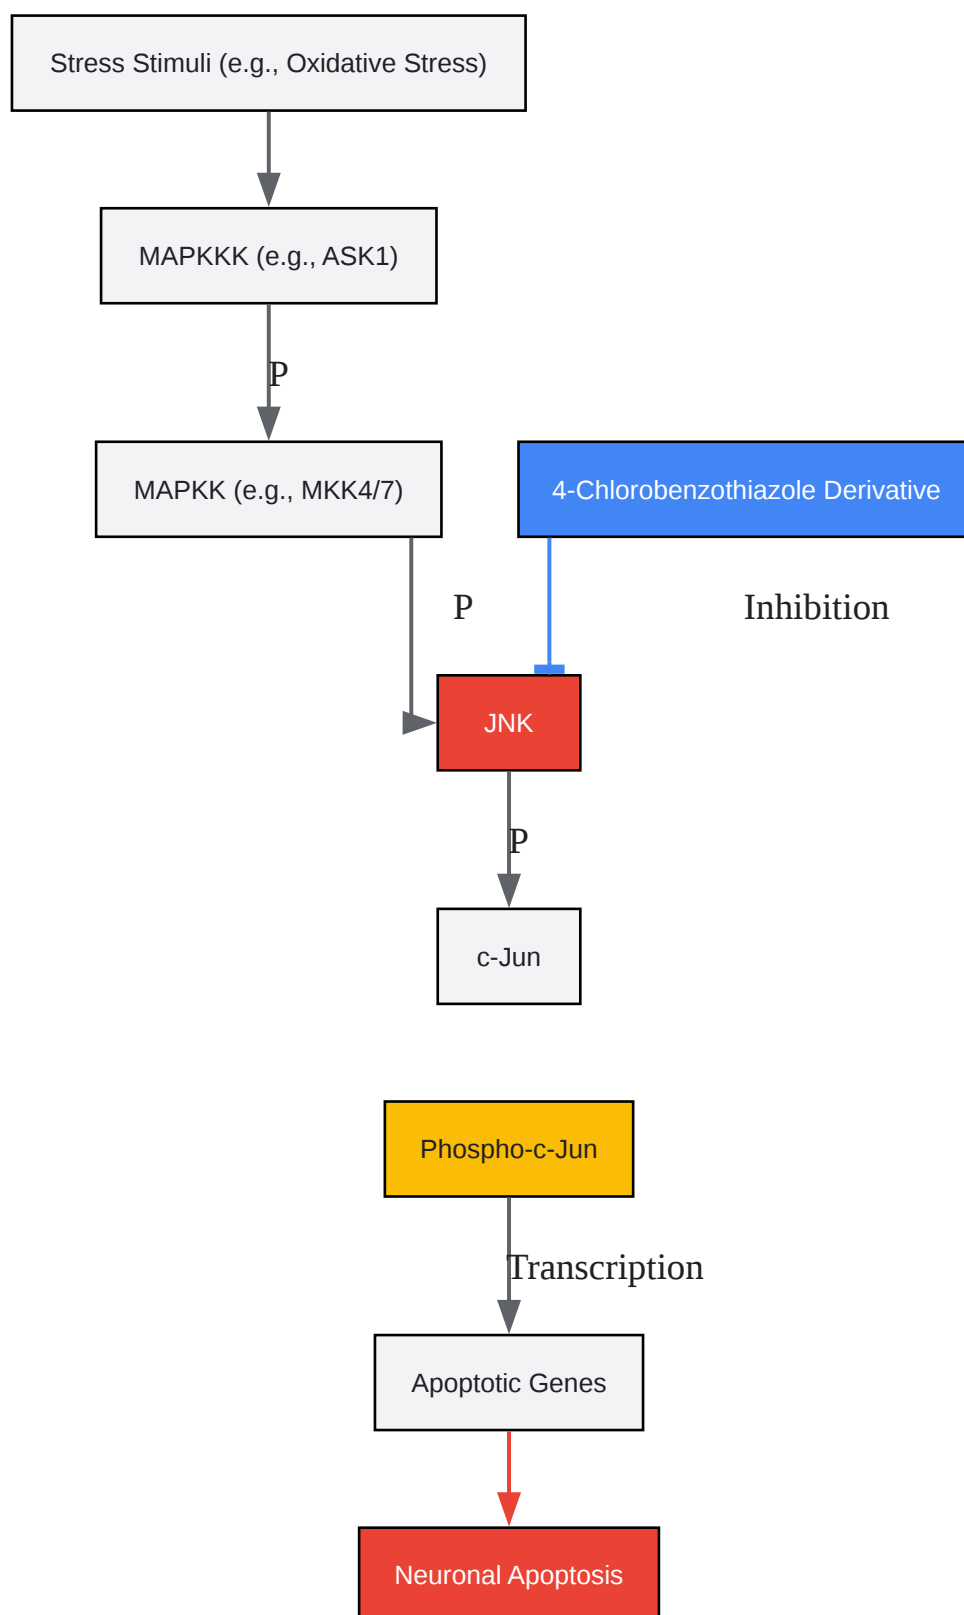 Stress Stimuli (e.g., Oxidative Stress)
MAPKKK (e.g., ASK1)
P
MAPKK (e.g., MKK4/7)
4-Chlorobenzothiazole Derivative
P
Inhibition
JNK
P
c-Jun
Phospho-c-Jun
Transcription
Apoptotic Genes
Neuronal Apoptosis